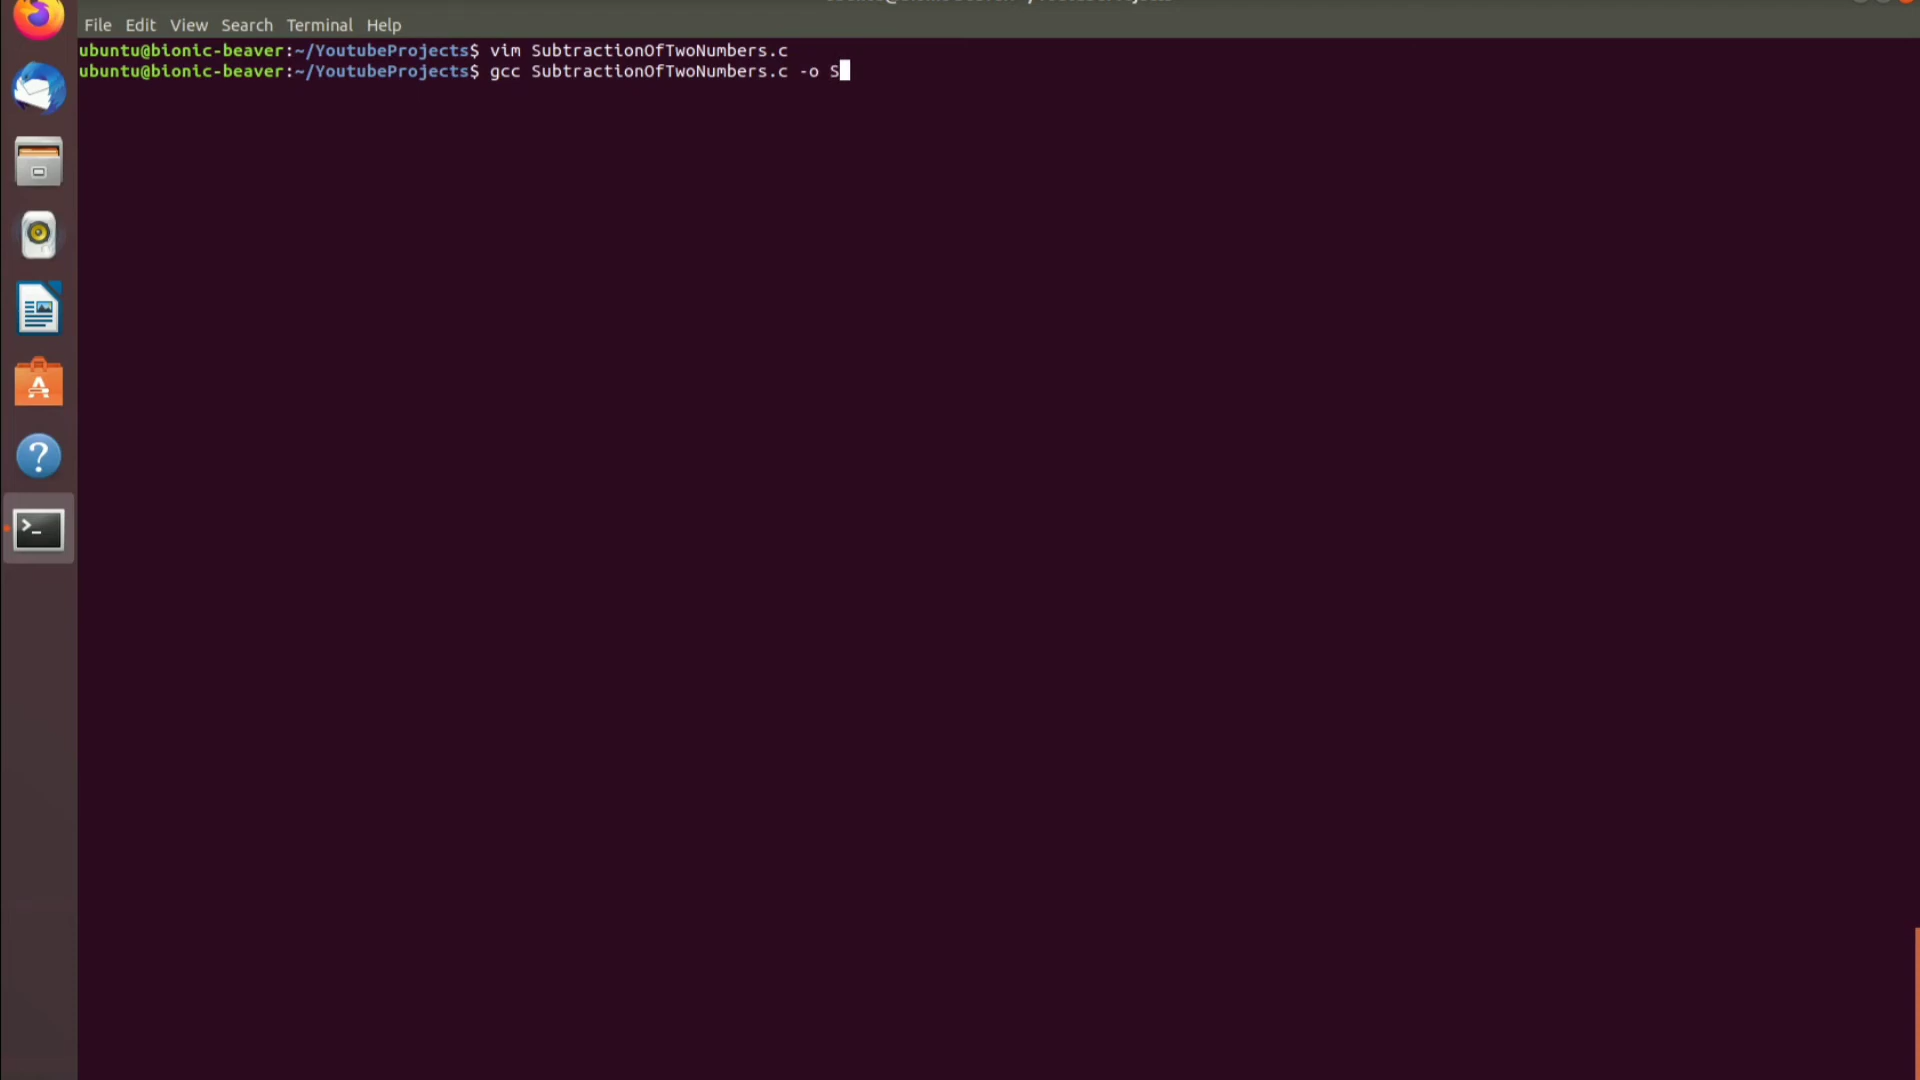 File Edit View Search Terminal Help
ubuntu@bionic-beaver:~/YoutubeProjects$ vim SubtractionOfTwoNumbers.c
ubuntu@bionic-beaver:~/YoutubeProjects$ gcc SubtractionOfTwoNumbers.c -o S